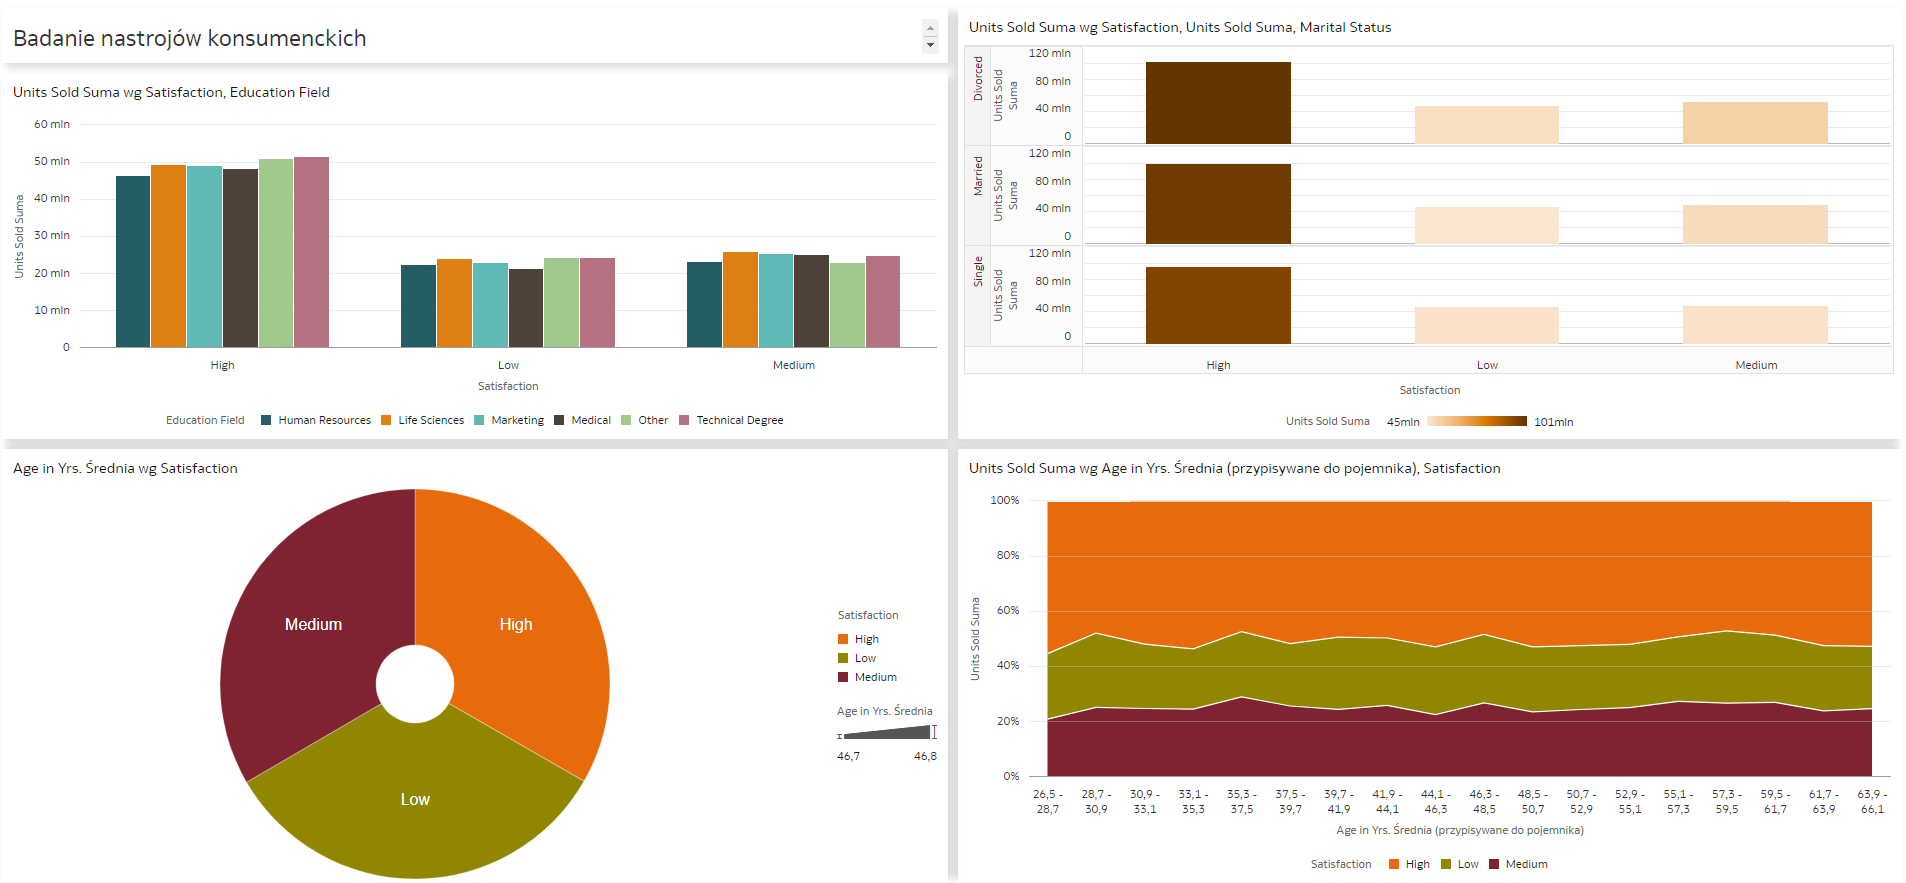 Badanie nastrojów konsumenckich
Units Sold Suma wg Satisfaction, Education Field
60 mln
50 mln
40 mln
30 mln
20 mln
10 mln
0
Units Sold Suma
High
Low
Medium
Satisfaction
Education Field
Human Resources
Life Sciences
Marketing
Medical
Other
Technical Degree
Units Sold Suma wg Satisfaction, Units Sold Suma, Marital Status
Divorced
Units Sold
Suma
120 mln
80 mln
40 mln
0
Married
Units Sold
Suma
120 mln
80 mln
40 mln
0
Single
Units Sold
Suma
120 mln
80 mln
40 mln
0
High
Low
Medium
Satisfaction
Units Sold Suma
45mln
101mln
Age in Yrs. Średnia wg Satisfaction
Medium
High
Low
Satisfaction
High
Low
Medium
Age in Yrs. Średnia
46,7
46,8
Units Sold Suma wg Age in Yrs. Średnia (przypisywane do pojemnika), Satisfaction
100%
80%
60%
40%
20%
0%
Units Sold Suma
26,5 -
28,7
28,7 -
30,9
30,9 -
33,1
33,1 -
35,3
35,3 -
37,5
37,5 -
39,7
39,7 -
41,9
41,9 -
44,1
44,1 -
46,3
46,3 -
48,5
48,5 -
50,7
50,7 -
52,9
52,9 -
55,1
55,1 -
57,3
57,3 -
59,5
59,5 -
61,7
61,7 -
63,9
63,9 -
66,1
Age in Yrs. Średnia (przypisywane do pojemnika)
Satisfaction
High
Low
Medium